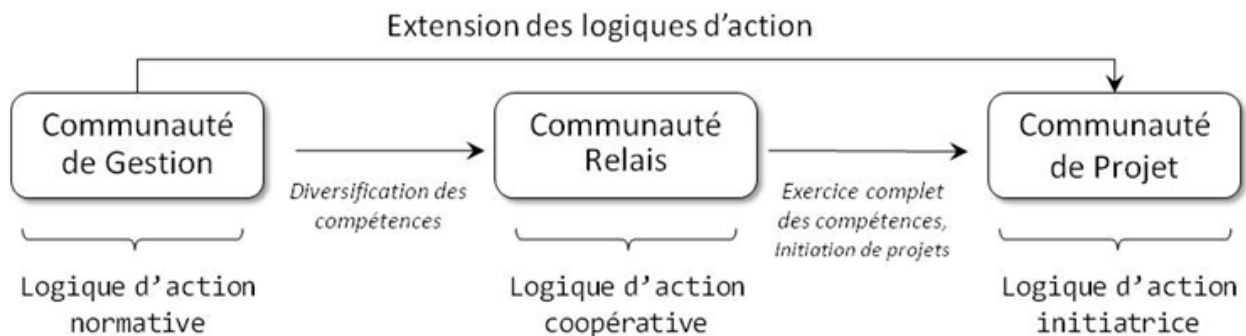 Extension des logiques d’action
Communauté
de Gestion
Diversification des
compétences
Communauté
Relais
Exercice complet
des compétences,
Initiation de projets
Communauté
de Projet
Logique d’action
normative
Logique d’action
coopérative
Logique d’action
initiatrice